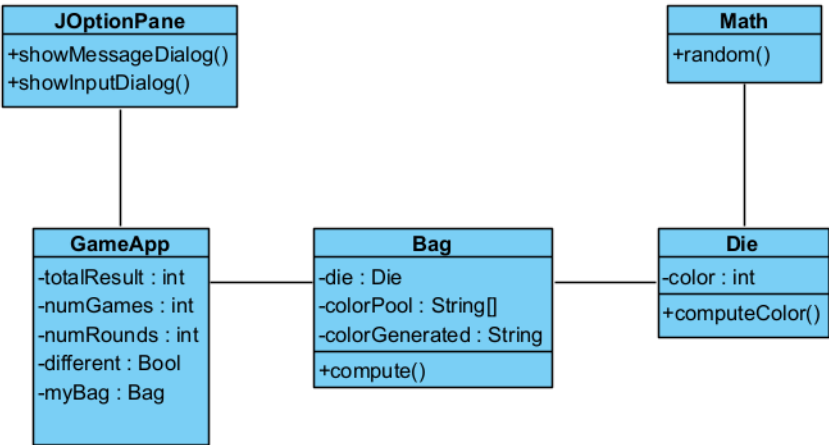 JOptionPane
+showMessageDialog()
+showInputDialog()
Math
+random()
GameApp
-totalResult : int
-numGames : int
-numRounds : int
-different : Bool
-myBag : Bag
Bag
-die : Die
-colorPool : String[]
-colorGenerated : String
+compute()
Die
-color : int
+computeColor()